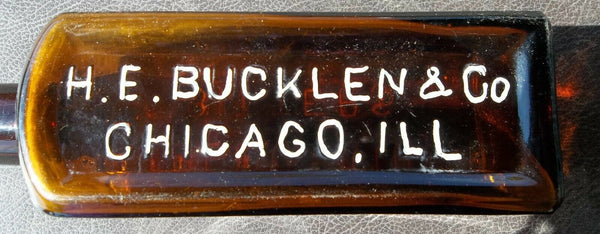 H. E. BUCKLEN & Co
CHICAGO, ILL